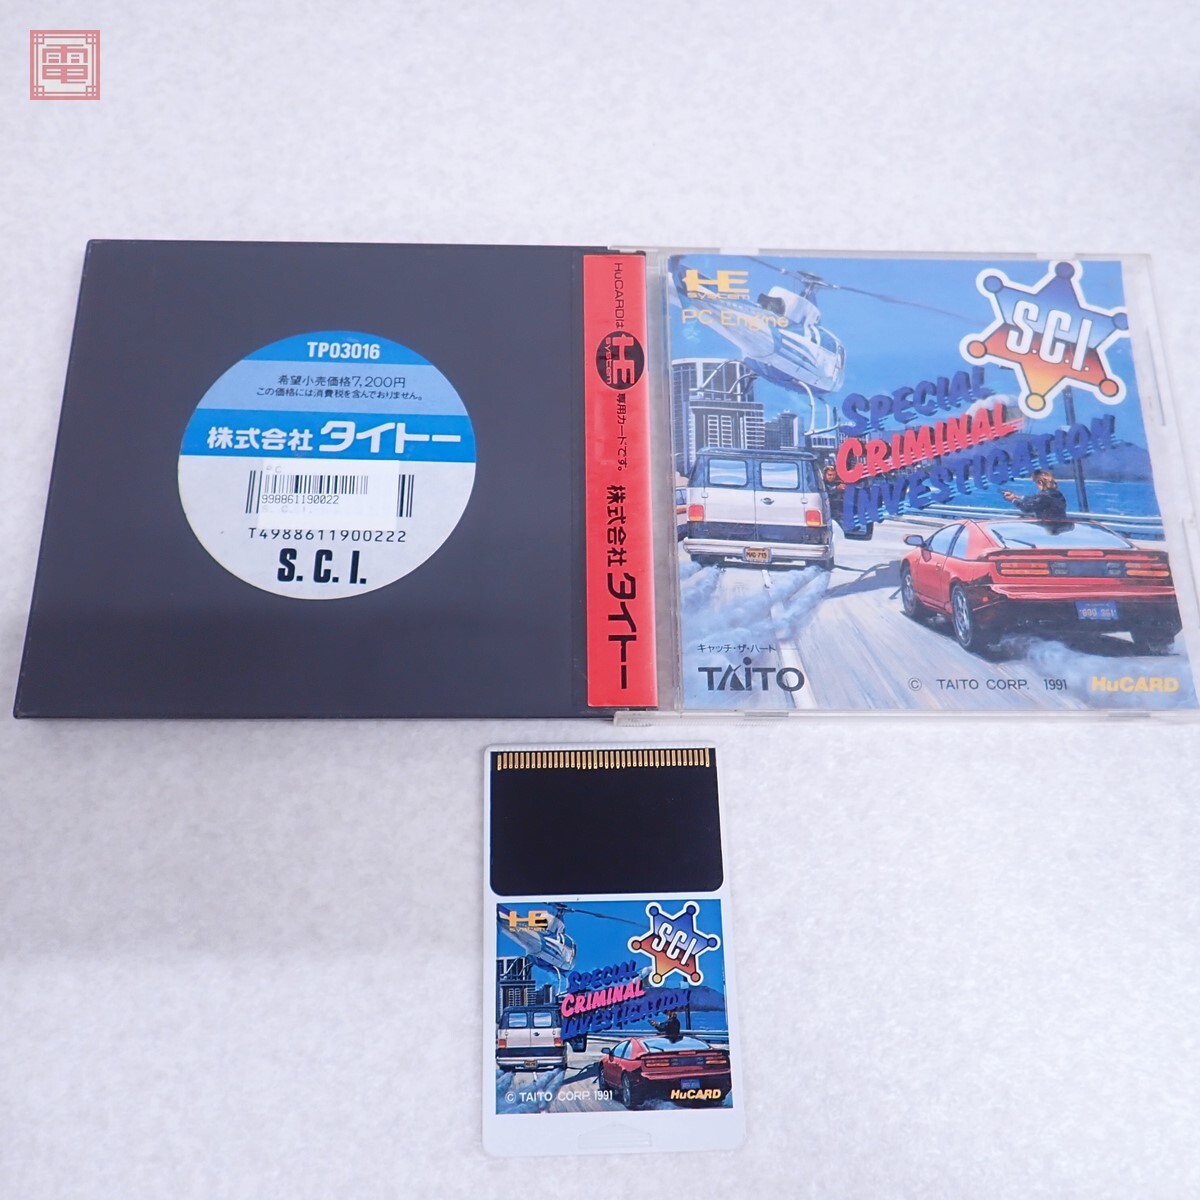 電
TP03016
希望小売価格7,200円
この価格には消費税を含んでおりません。
株式会社 タイトー
PC
998861190022
S. C. I.
T4988611900222
S. C. I.
HuCARDは HE SYSTEM 専用カードです。 株式会社 タイトー
HE
SYSTEM
PC Engine
S.C.I.
SPECIAL
CRIMINAL
INVESTIGATION
キャッチ・ザ・ハート
TAITO
© TAITO CORP. 1991
HuCARD
HE
SYSTEM
S.C.I.
SPECIAL
CRIMINAL
INVESTIGATION
© TAITO CORP. 1991
HuCARD